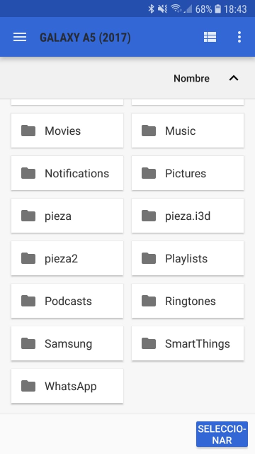 68% 18:43
GALAXY A5 (2017)
Nombre
Movies
Music
Notifications
Pictures
pieza
pieza.i3d
pieza2
Playlists
Podcasts
Ringtones
Samsung
SmartThings
WhatsApp
SELECCIO-
NAR